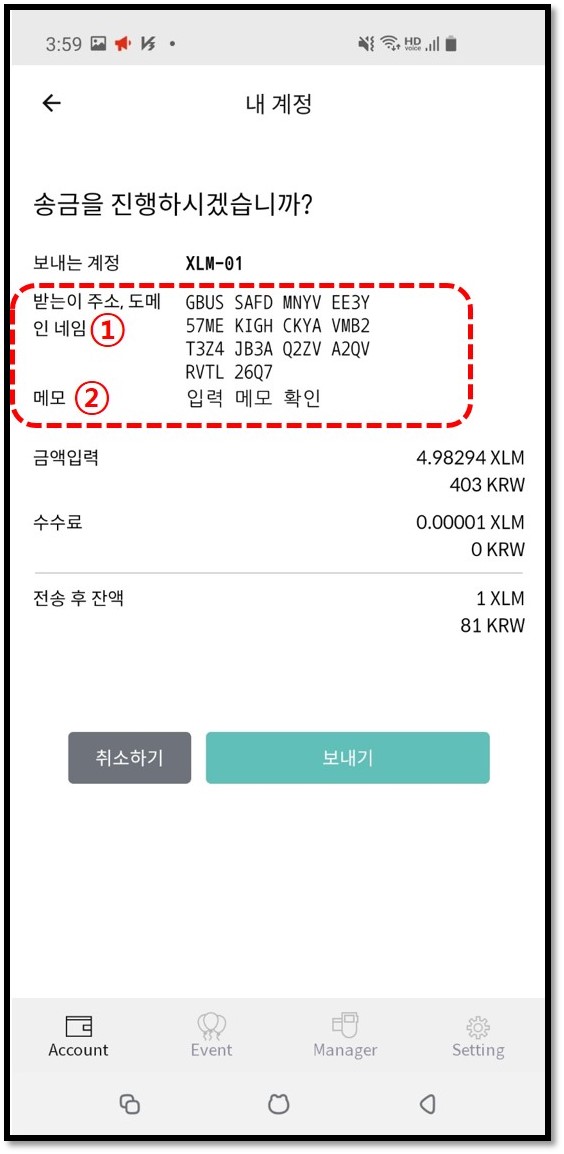 3:59
HD
voice
내 계정
송금을 진행하시겠습니까?
보내는 계정 XLM-01
받는이 주소, 도메 GBUS SAFD MNYV EE3Y
인 네임 ① 57ME KIGH CKYA VMB2
T3Z4 JB3A Q2ZV A2QV
RVTL 26Q7
메모 ② 입력 메모 확인
금액입력 4.98294 XLM
403 KRW
수수료 0.00001 XLM
0 KRW
전송 후 잔액 1 XLM
81 KRW
취소하기 보내기
Account Event Manager Setting